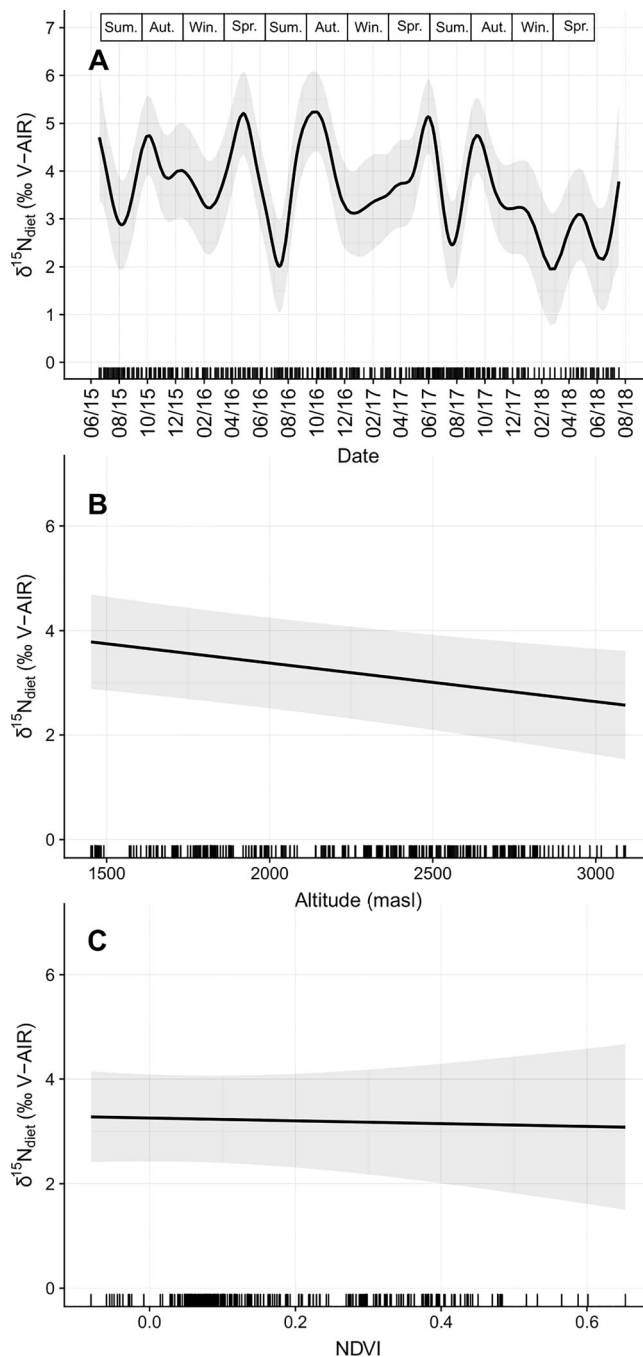 7
Sum. Aut. Win. Spr. Sum. Aut. Win. Spr. Sum. Aut. Win. Spr.
A
6
5
4
3
2
1
0
δ¹⁵N_diet (‰ V−AIR)
06/15 08/15 10/15 12/15 02/16 04/16 06/16 08/16 10/16 12/16 02/17 04/17 06/17 08/17 10/17 12/17 02/18 04/18 06/18 08/18
Date
B
6
4
2
0
δ¹⁵N_diet (‰ V−AIR)
1500 2000 2500 3000
Altitude (masl)
C
6
4
2
0
δ¹⁵N_diet (‰ V−AIR)
0.0 0.2 0.4 0.6
NDVI